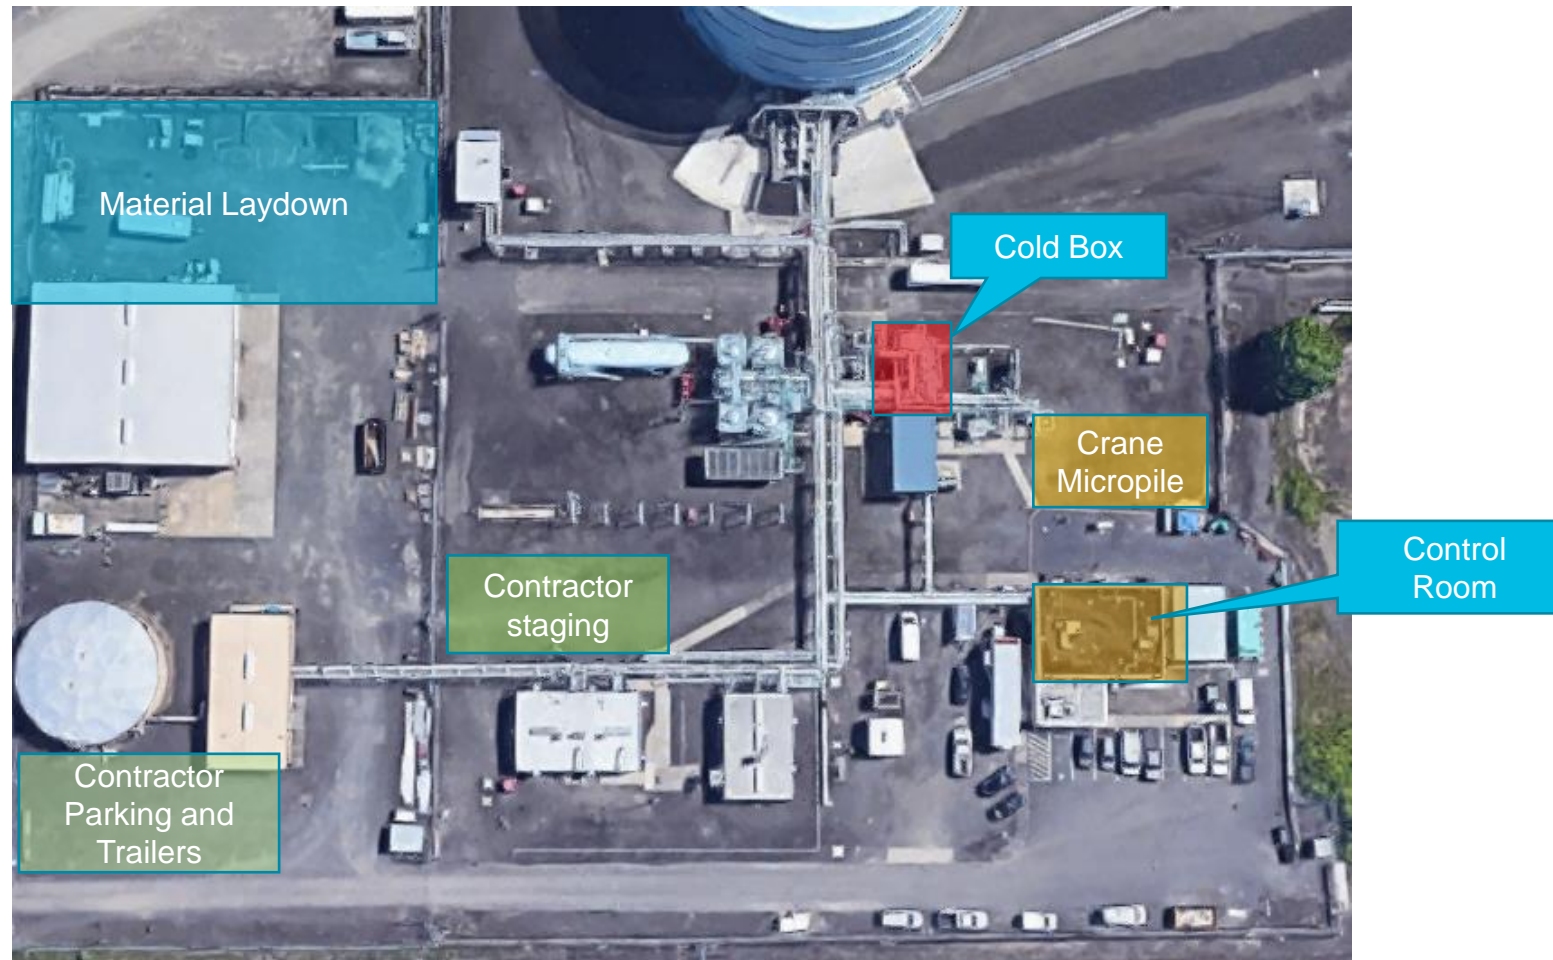 Material Laydown
Cold Box
Crane
Micropile
Control
Room
Contractor
staging
Contractor
Parking and
Trailers